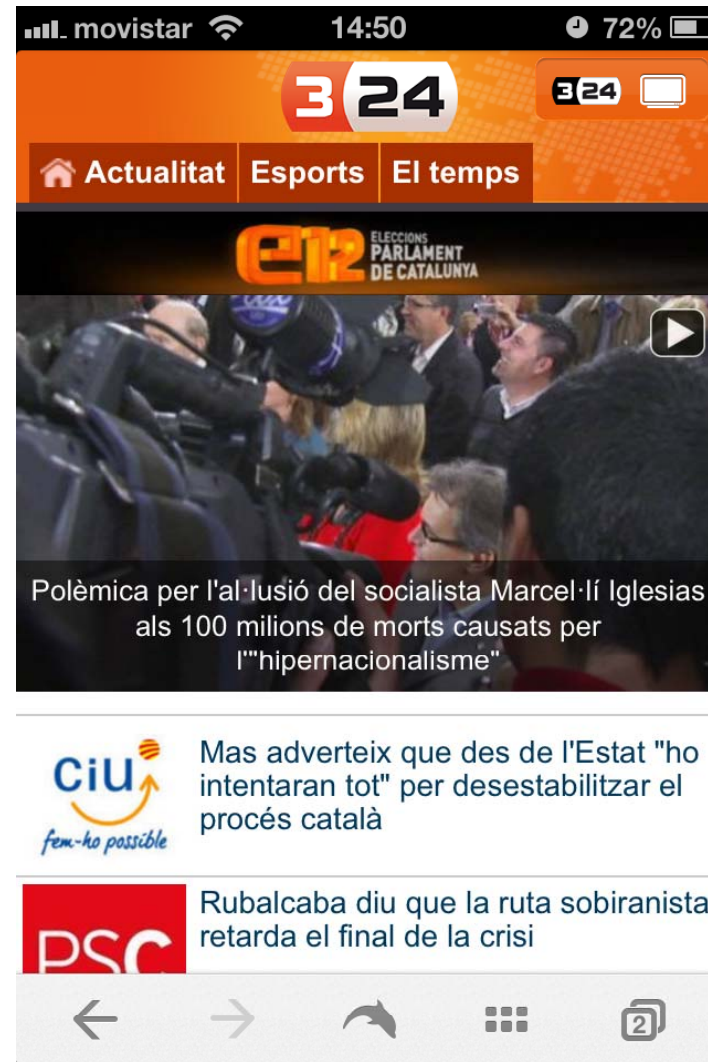 movistar 14:50 72%
3 24 3 24
Actualitat Esports El temps
e12 ELECCIONS
PARLAMENT
DE CATALUNYA
Polèmica per l'al·lusió del socialista Marcel·lí Iglesias
als 100 milions de morts causats per
l'"hipernacionalisme"
Mas adverteix que des de l'Estat "ho
intentaran tot" per desestabilitzar el
procés català
CiU
fem-ho possible
Rubalcaba diu que la ruta sobiranista
retarda el final de la crisi
PSC
2